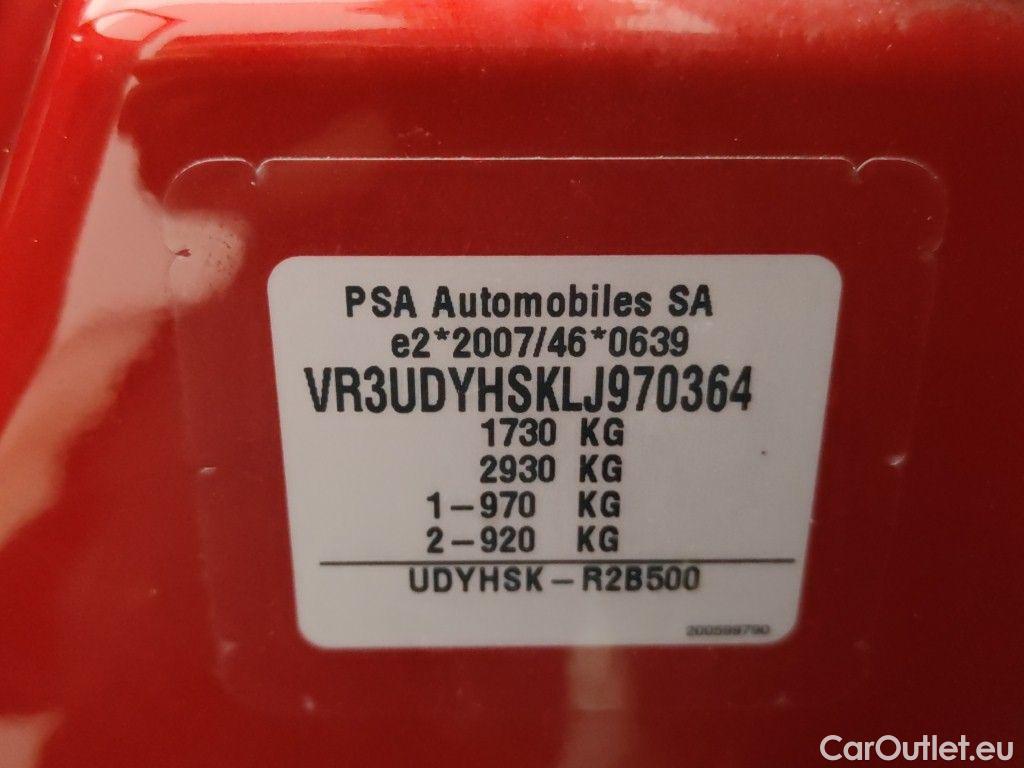 PSA Automobiles SA
e2*2007/46*0639
VR3UDYHSKLJ970364
1730 KG
2930 KG
1-970 KG
2-920 KG
UDYHSK-R2B500
200599790
CarOutlet.eu